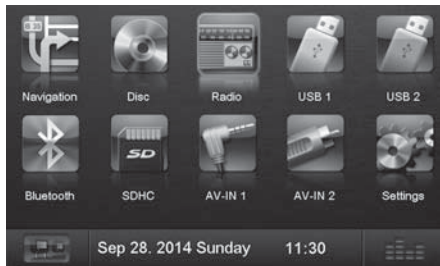 Navigation Disc Radio USB 1 USB 2
SD
Bluetooth SDHC AV-IN 1 AV-IN 2 Settings
Sep 28. 2014 Sunday 11:30